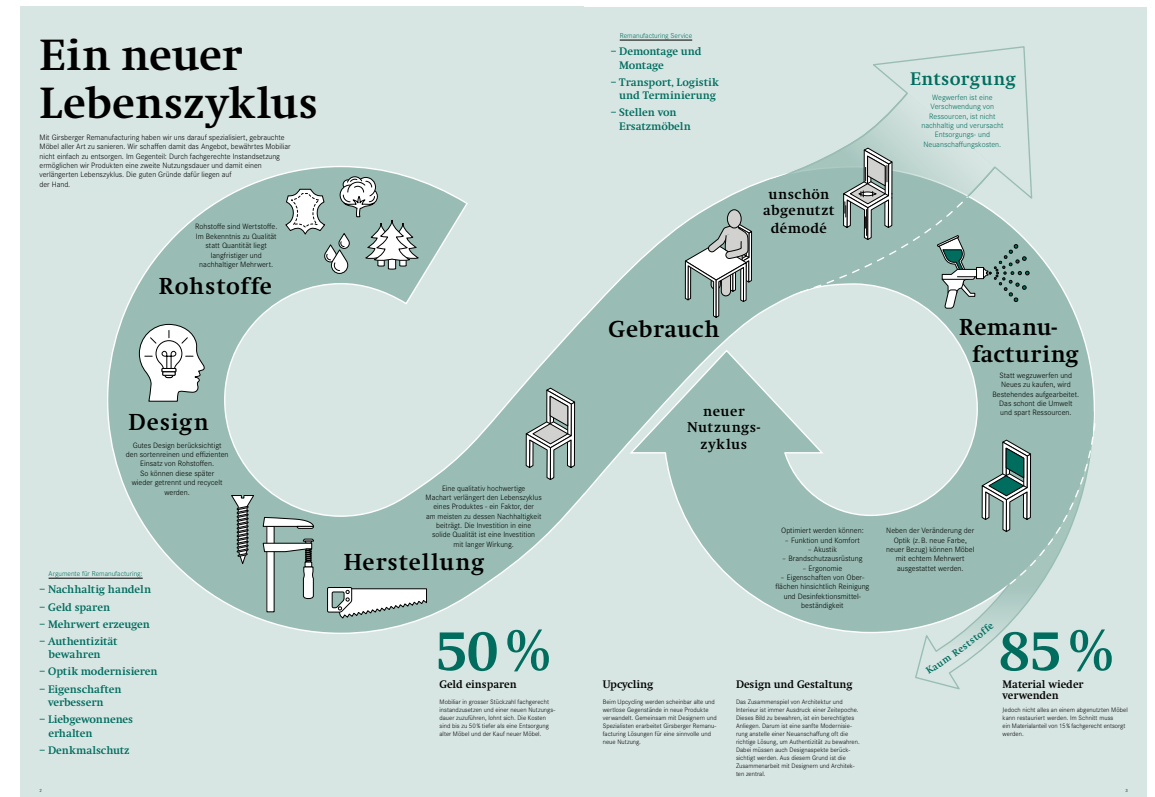 Ein neuer
Lebenszyklus
Mit Girsberger Remanufacturing haben wir uns darauf spezialisiert, gebrauchte
Möbel aller Art zu sanieren. Wir schaffen damit das Angebot, bewährtes Mobiliar
nicht einfach zu entsorgen. Im Gegenteil: Durch fachgerechte Instandsetzung
ermöglichen wir Produkten eine zweite Nutzungsdauer und damit einen
verlängerten Lebenszyklus. Die guten Gründe dafür liegen auf
der Hand.
Remanufacturing Service
– Demontage und
Montage
– Transport, Logistik
und Terminierung
– Stellen von
Ersatzmöbeln
Entsorgung
Wegwerfen ist eine
Verschwendung von
Ressourcen, ist nicht
nachhaltig und verursacht
Entsorgungs- und
Neuanschaffungskosten.
Rohstoffe sind Wertstoffe.
Im Bekenntnis zu Qualität
statt Quantität liegt
langfristiger und
nachhaltiger Mehrwert.
Rohstoffe
unschön
abgenutzt
démodé
Gebrauch
Remanu-
facturing
Statt wegzuwerfen und
Neues zu kaufen, wird
Bestehendes aufgearbeitet.
Das schont die Umwelt
und spart Ressourcen.
Design
Gutes Design berücksichtigt
den sortenreinen und effizienten
Einsatz von Rohstoffen.
So können diese später
wieder getrennt und recycelt
werden.
neuer
Nutzungs-
zyklus
Eine qualitativ hochwertige
Machart verlängert den Lebenszyklus
eines Produktes - ein Faktor, der
am meisten zu dessen Nachhaltigkeit
beiträgt. Die Investition in eine
solide Qualität ist eine Investition
mit langer Wirkung.
Herstellung
Optimiert werden können:
– Funktion und Komfort
– Akustik
– Brandschutzausrüstung
– Ergonomie
– Eigenschaften von Ober-
flächen hinsichtlich Reinigung
und Desinfektionsmittel-
beständigkeit
Neben der Veränderung der
Optik (z. B. neue Farbe,
neuer Bezug) können Möbel
mit echtem Mehrwert
ausgestattet werden.
Kaum Reststoffe
Argumente für Remanufacturing:
– Nachhaltig handeln
– Geld sparen
– Mehrwert erzeugen
– Authentizität
bewahren
– Optik modernisieren
– Eigenschaften
verbessern
– Liebgewonnenes
erhalten
– Denkmalschutz
50 %
Geld einsparen
Mobiliar in grosser Stückzahl fachgerecht
instandzusetzen und einer neuen Nutzungs-
dauer zuzuführen, lohnt sich. Die Kosten
sind bis zu 50 % tiefer als eine Entsorgung
alter Möbel und der Kauf neuer Möbel.
Upcycling
Beim Upcycling werden scheinbar alte und
wertlose Gegenstände in neue Produkte
verwandelt. Gemeinsam mit Designern und
Spezialisten erarbeitet Girsberger Remanu-
facturing Lösungen für eine sinnvolle und
neue Nutzung.
Design und Gestaltung
Das Zusammenspiel von Architektur und
Interieur ist immer Ausdruck einer Zeitepoche.
Dieses Bild zu bewahren, ist ein berechtigtes
Anliegen. Darum ist eine sanfte Modernisie-
rung anstelle einer Neuanschaffung oft die
richtige Lösung, um Authentizität zu bewahren.
Dabei müssen auch Designaspekte berück-
sichtigt werden. Aus diesem Grund ist die
Zusammenarbeit mit Designern und Architek-
ten zentral.
85 %
Material wieder
verwenden
Jedoch nicht alles an einem abgenutzten Möbel
kann restauriert werden. Im Schnitt muss
ein Materialanteil von 15 % fachgerecht entsorgt
werden.